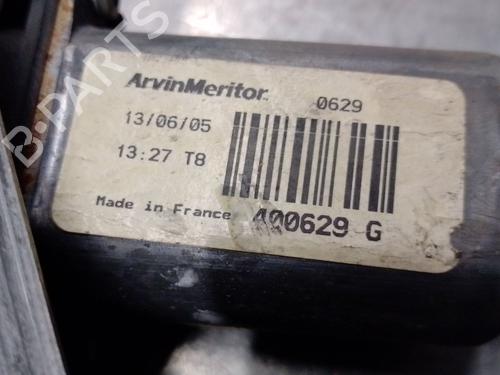 ArvinMeritor 0629
13/06/05
13:27 T8
Made in France 400629 G
B-PARTS